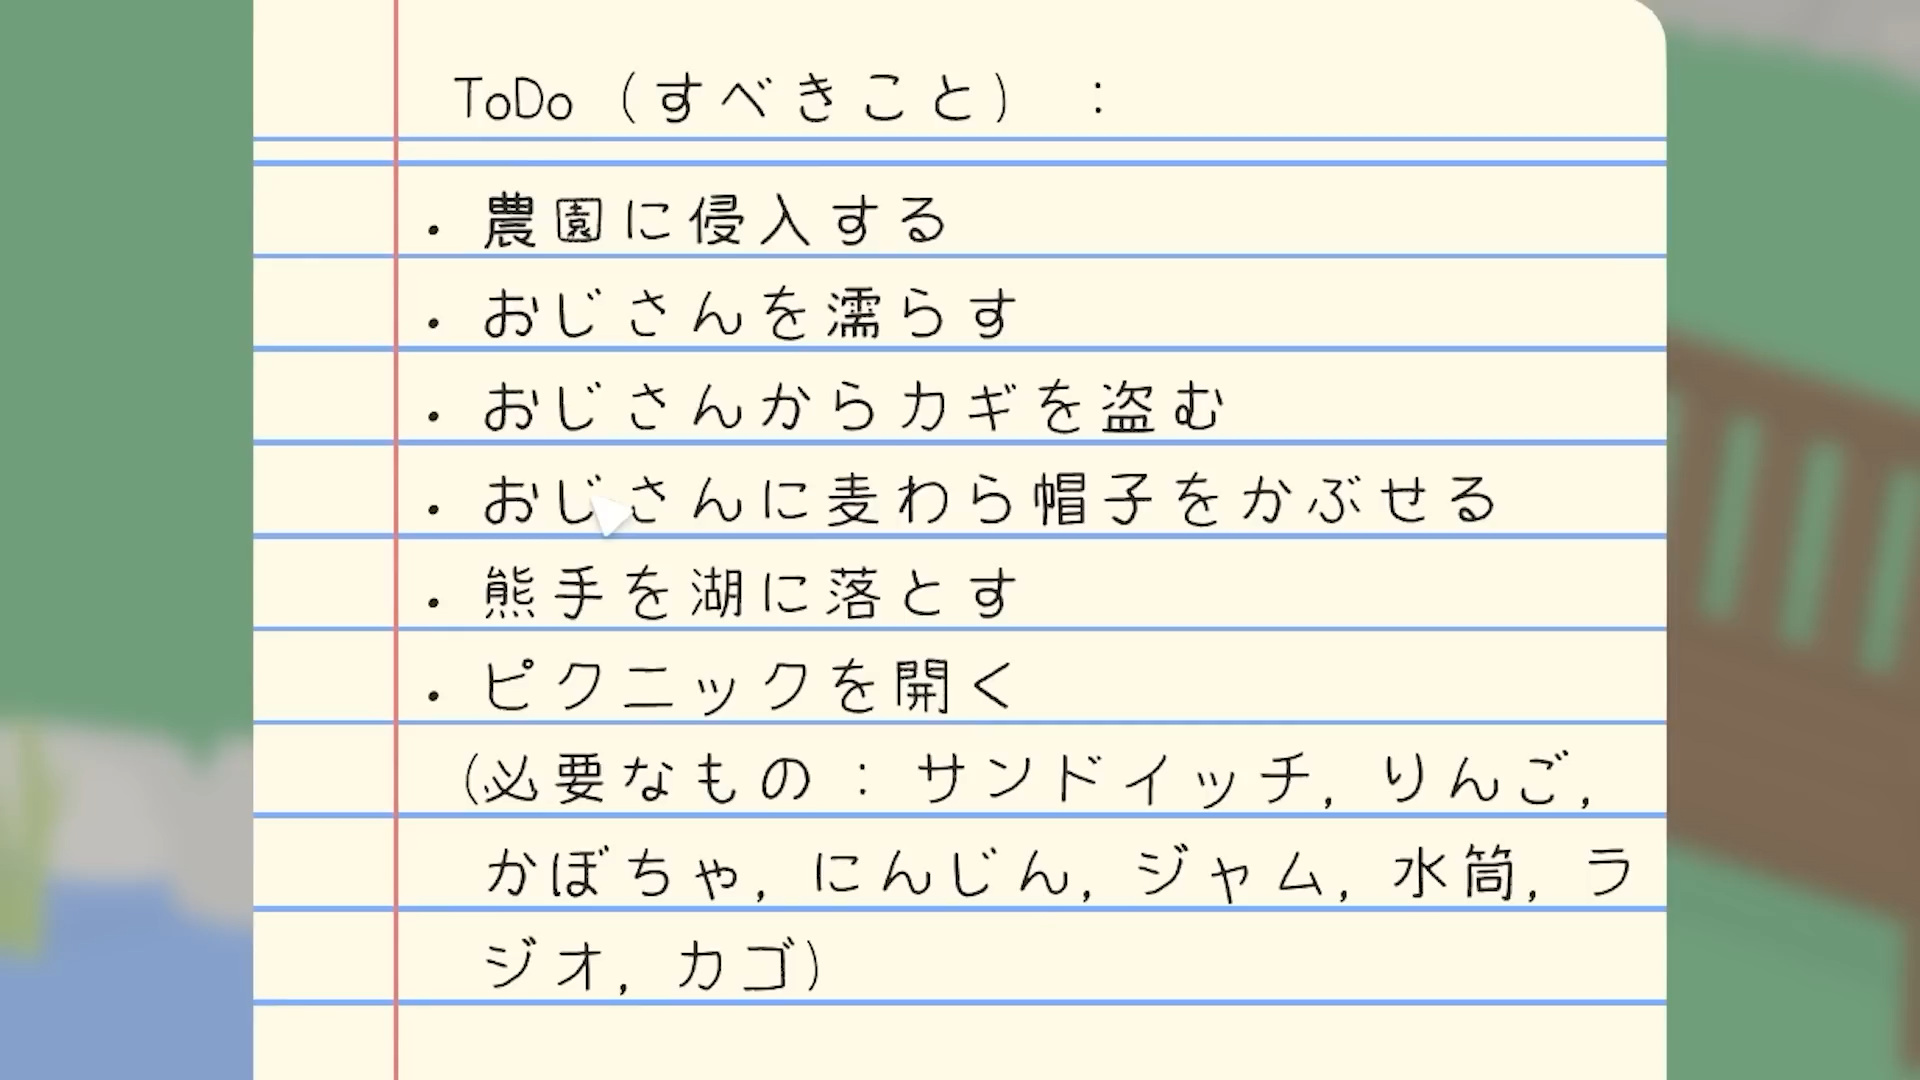 ToDo（すべきこと）：
・農園に侵入する
・おじさんを濡らす
・おじさんからカギを盗む
・おじさんに麦わら帽子をかぶせる
・熊手を湖に落とす
・ピクニックを開く
(必要なもの：サンドイッチ, りんご,
かぼちゃ, にんじん, ジャム, 水筒, ラ
ジオ, カゴ)